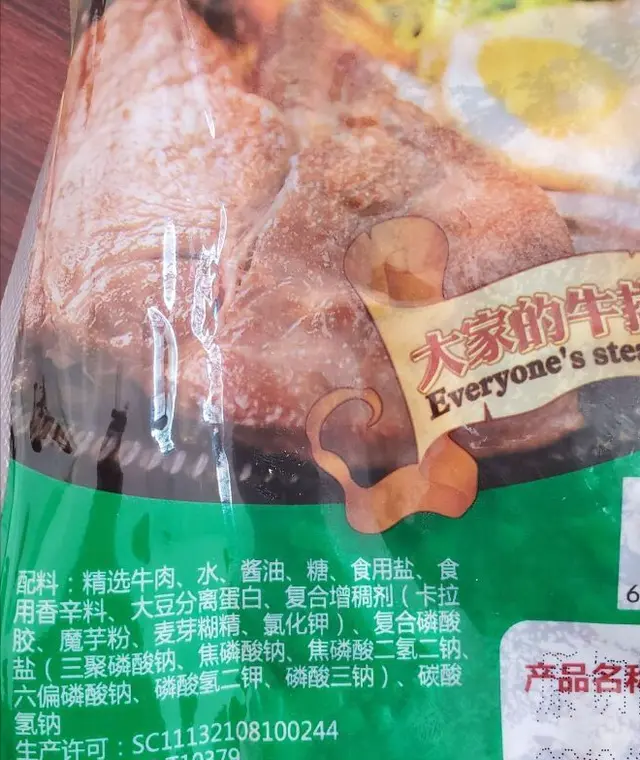 大家的牛排
Everyone's stea
配料：精选牛肉、水、酱油、糖、食用盐、食
用香辛料、大豆分离蛋白、复合增稠剂（卡拉
胶、魔芋粉、麦芽糊精、氯化钾）、复合磷酸
盐（三聚磷酸钠、焦磷酸钠、焦磷酸二氢二钠、
六偏磷酸钠、磷酸氢二钾、磷酸三钠）、碳酸
氢钠
生产许可：SC11132108100244
T10379
6
产品名称